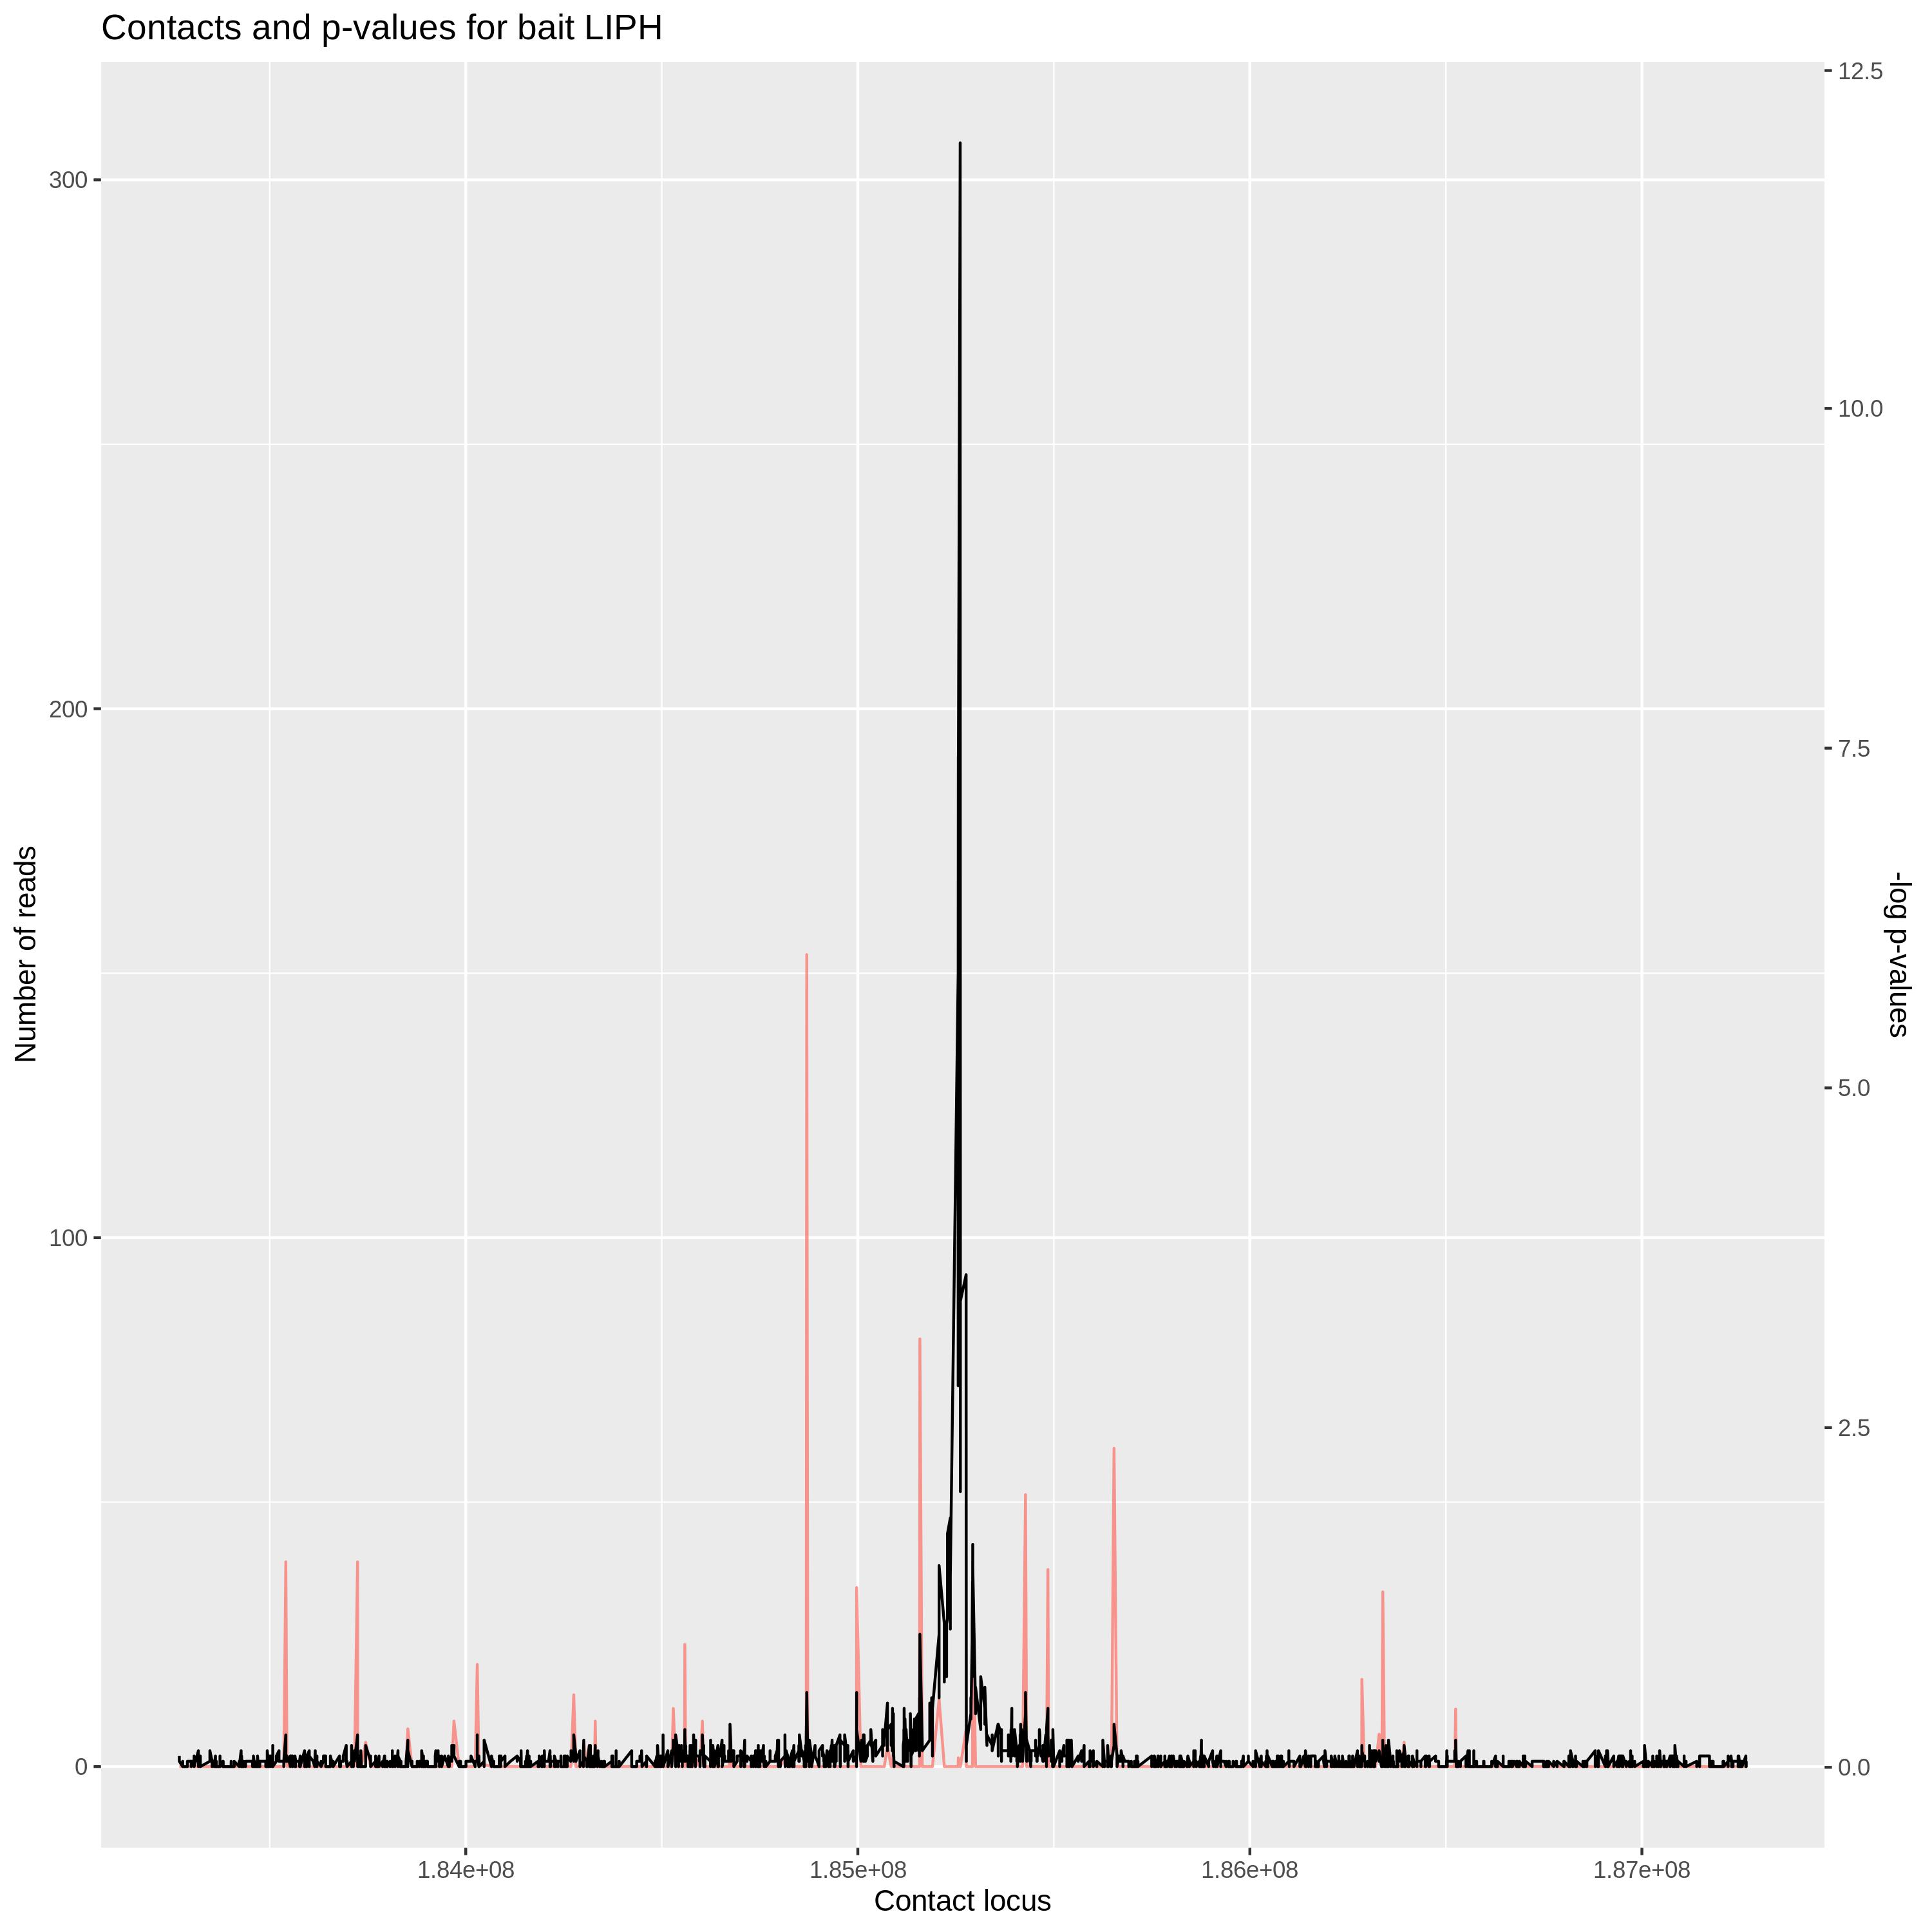 Contacts and p-values for bait LIPH
12.5
300
10.0
200
7.5
Number of reads
-log p-values
5.0
100
2.5
0
0.0
1.84e+08
1.85e+08
1.86e+08
1.87e+08
Contact locus